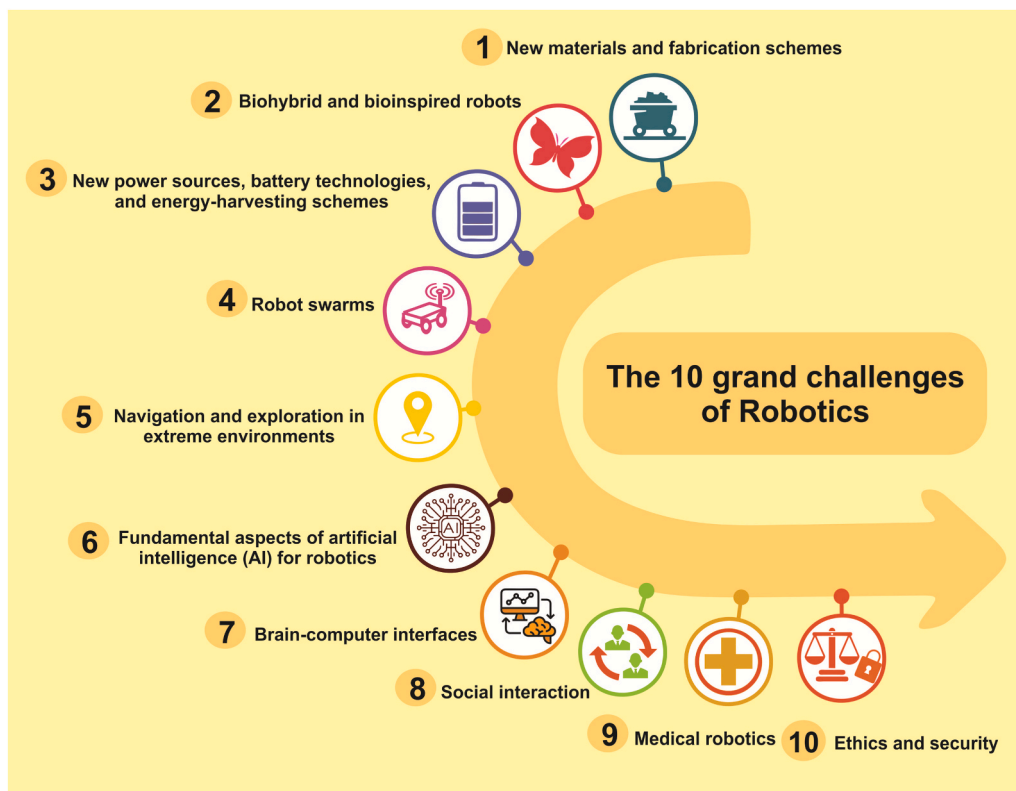 1 New materials and fabrication schemes
2 Biohybrid and bioinspired robots
3 New power sources, battery technologies,
and energy-harvesting schemes
4 Robot swarms
The 10 grand challenges
of Robotics
5 Navigation and exploration in
extreme environments
6 Fundamental aspects of artificial
intelligence (AI) for robotics
AI
7 Brain-computer interfaces
8 Social interaction
9 Medical robotics
10 Ethics and security